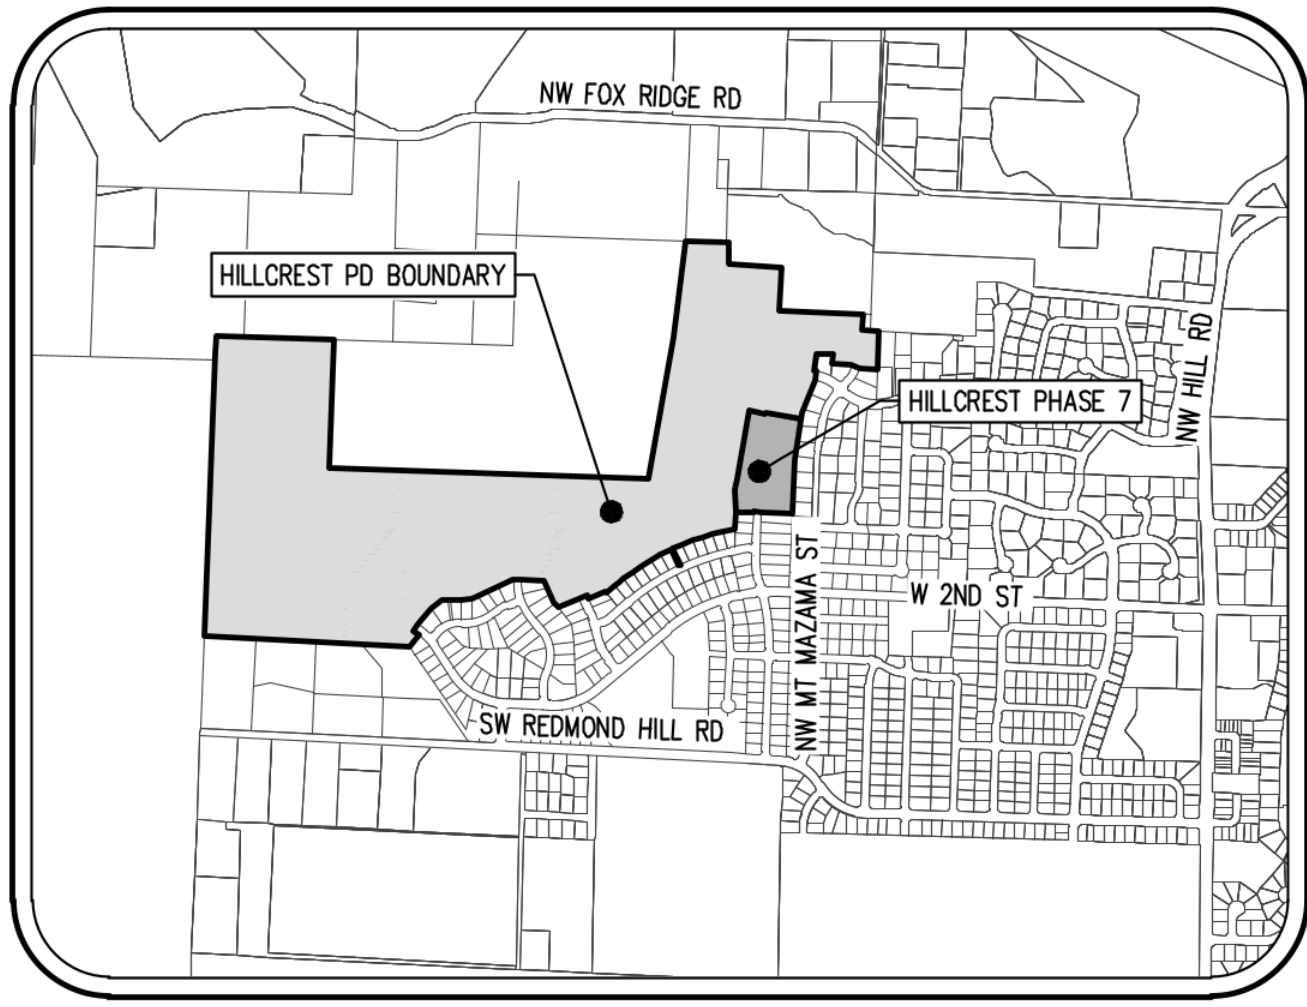 NW FOX RIDGE RD
HILLCREST PD BOUNDARY
NW HILL RD
HILLCREST PHASE 7
NW MT MAZAMA ST
W 2ND ST
SW REDMOND HILL RD